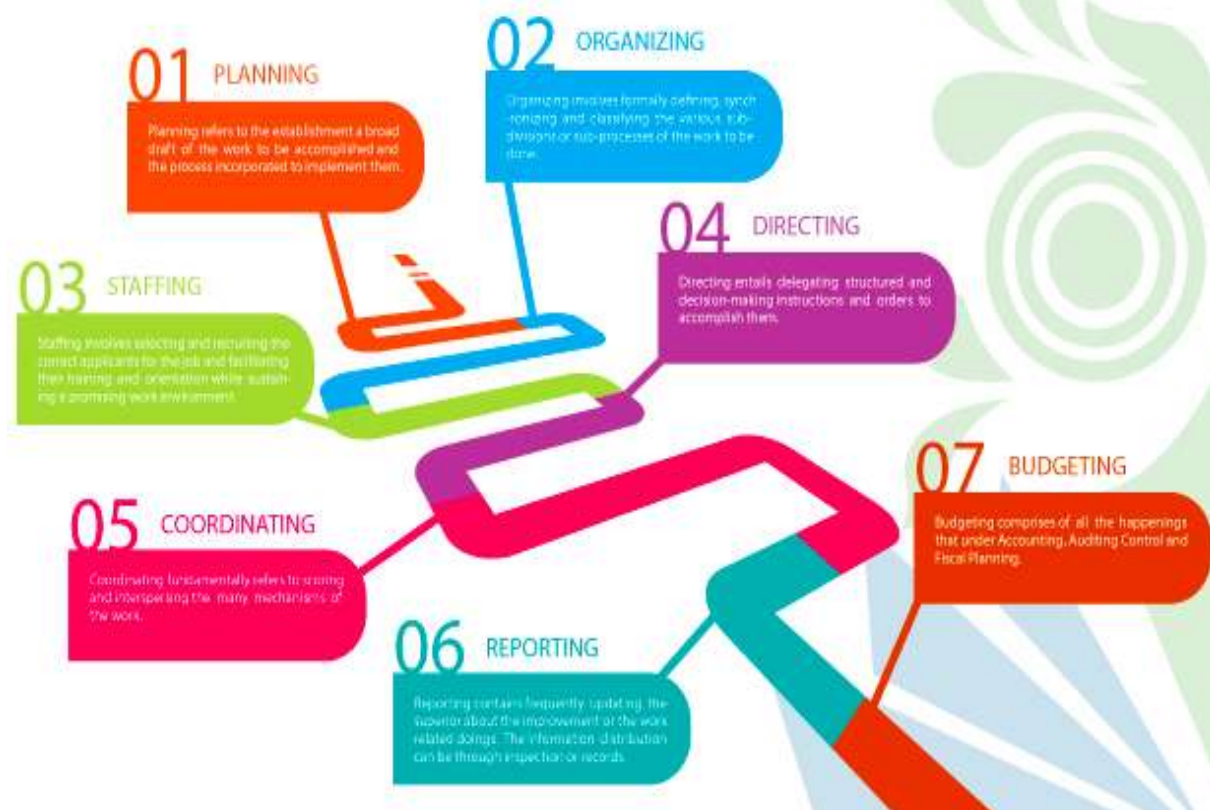 01 PLANNING
Planning refers to the establishment a broad
draft of the work to be accomplished and
the process incorporated to implement them.
02 ORGANIZING
Organizing involves formally defining, synch
-ronizing and classifying the various sub-
divisions or sub-processes of the work to be
done.
03 STAFFING
Staffing involves selecting and recruiting the
correct applicants for the job and facilitating
their training and orientation while sustain-
ing a promising work environment
04 DIRECTING
Directing entails delegating structured and
decision-making instructions and orders to
accomplish them.
05 COORDINATING
Coordinating fundamentally refers to scoring
and interspersing the many mechanisms of
the work.
06 REPORTING
Reporting contains frequently updating, the
superior about the improvement or the work
related doings. The information distribution
can be through inspection or records.
07 BUDGETING
Budgeting comprises of all the happenings
that under Accounting, Auditing Control and
Fiscal Planning.